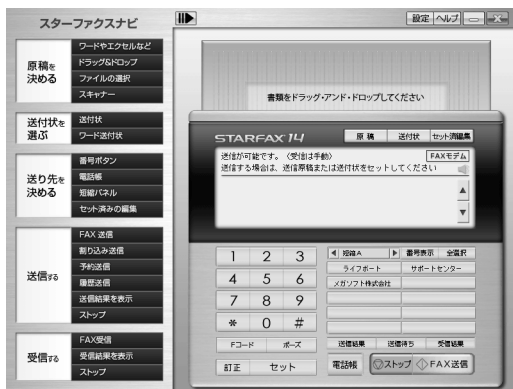 スターファクスナビ
設定 ヘルプ
原稿を
決める
ワードやエクセルなど
ドラッグ&ドロップ
ファイルの選択
スキャナー
送付状を
選ぶ
送付状
ワード送付状
送り先を
決める
番号ボタン
電話帳
短縮パネル
セット済みの編集
送信する
FAX 送信
割り込み送信
予約送信
履歴送信
送信結果を表示
ストップ
受信する
FAX受信
受信結果を表示
ストップ
書類をドラッグ・アンド・ドロップしてください
STARFAX 14
原稿 送付状 セット済編集
送信が可能です。〈受信は手動〉 FAXモデム
送信する場合は、送信原稿または送付状をセットしてください
1 2 3
4 5 6
7 8 9
* 0 #
Fコード ポーズ
訂正 セット
短縮A 番号表示 全選択
ライフボート サポートセンター
メガソフト株式会社
送信結果 送信待ち 受信結果
電話帳 ストップ FAX送信